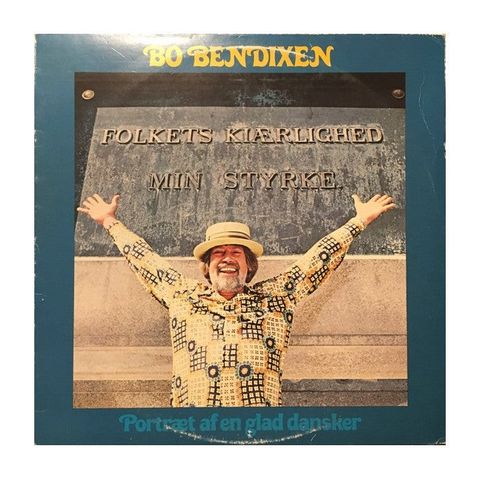 BO BENDIXEN
FOLKETS KIÆRLIGHED
MIN STYRKE.
Portræt af en glad dansker